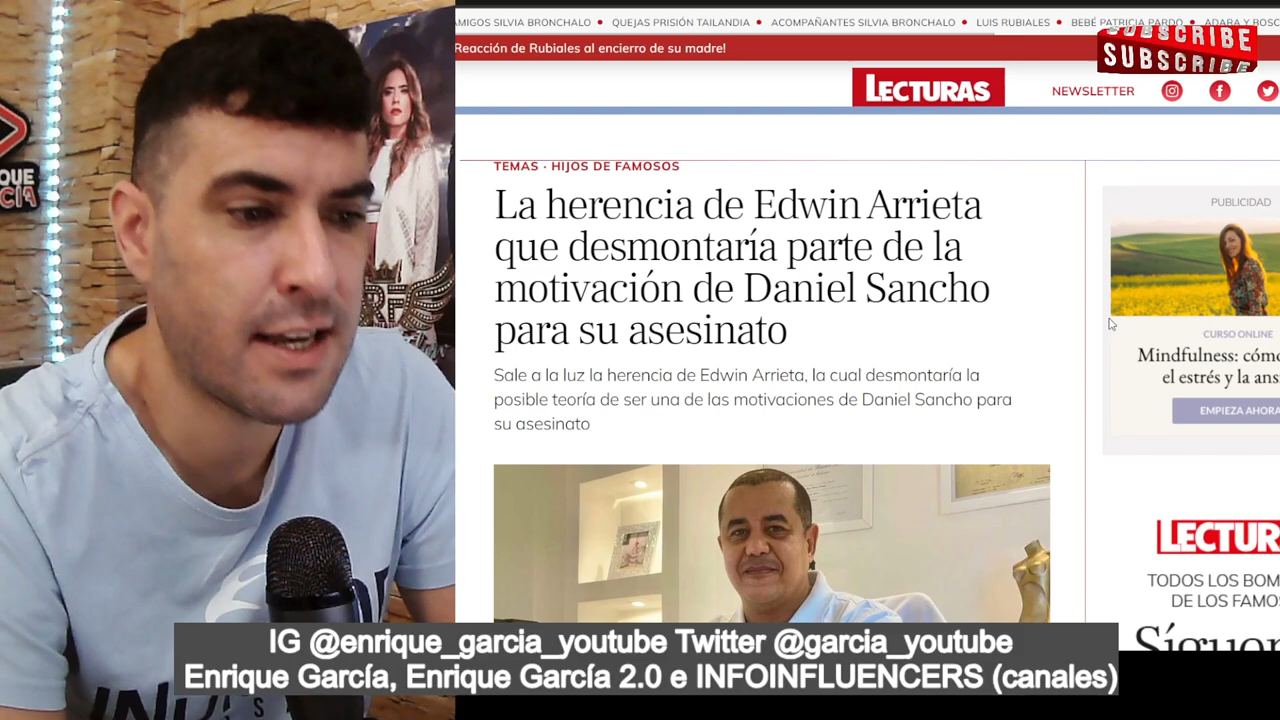 AMIGOS SILVIA BRONCHALO • QUEJAS PRISIÓN TAILANDIA • ACOMPAÑANTES SILVIA BRONCHALO • LUIS RUBIALES • BEBÉ PATRICIA PARDO • ADARA Y BOSC
Reacción de Rubiales al encierro de su madre!
SUBSCRIBE
SUBSCRIBE
LECTURAS
NEWSLETTER
TEMAS · HIJOS DE FAMOSOS
La herencia de Edwin Arrieta
que desmontaría parte de la
motivación de Daniel Sancho
para su asesinato
Sale a la luz la herencia de Edwin Arrieta, la cual desmontaría la
posible teoría de ser una de las motivaciones de Daniel Sancho para
su asesinato
PUBLICIDAD
CURSO ONLINE
Mindfulness: cómo
el estrés y la ans
EMPIEZA AHORA
LECTUR
TODOS LOS BOM
DE LOS FAMO
Síguen
IG @enrique_garcia_youtube Twitter @garcia_youtube
Enrique García, Enrique García 2.0 e INFOINFLUENCERS (canales)